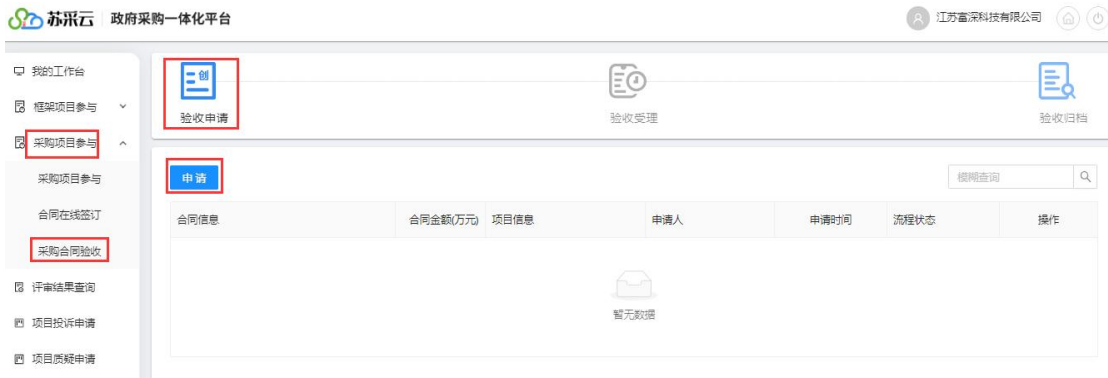 苏采云 政府采购一体化平台 江苏富深科技有限公司
我的工作台
框架项目参与
采购项目参与
采购项目参与
合同在线签订
采购合同验收
评审结果查询
项目投诉申请
项目质疑申请
创
验收申请 验收受理 验收归档
申请 模糊查询
合同信息 合同金额(万元) 项目信息 申请人 申请时间 流程状态 操作
暂无数据